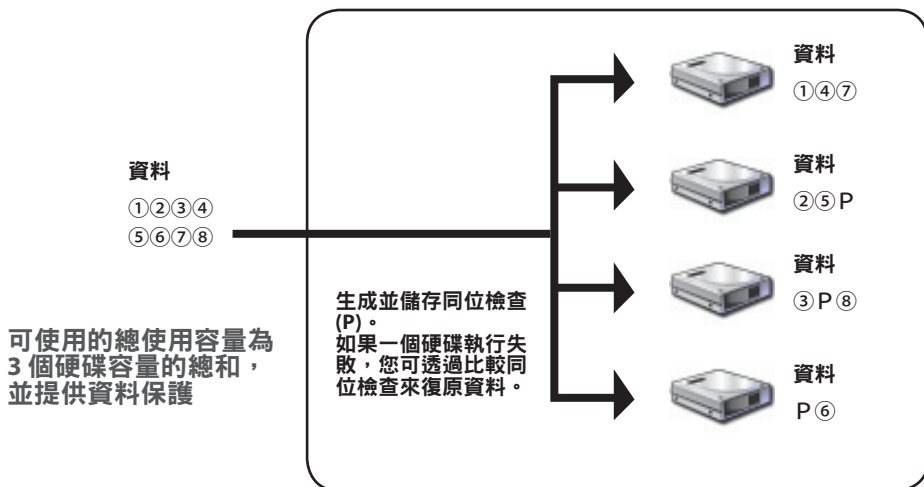 資料
①②③④
⑤⑥⑦⑧
可使用的總使用容量為
3 個硬碟容量的總和，
並提供資料保護
生成並儲存同位檢查
(P)。
如果一個硬碟執行失
敗，您可透過比較同
位檢查來復原資料。
資料
①④⑦
資料
②⑤P
資料
③P⑧
資料
P⑥